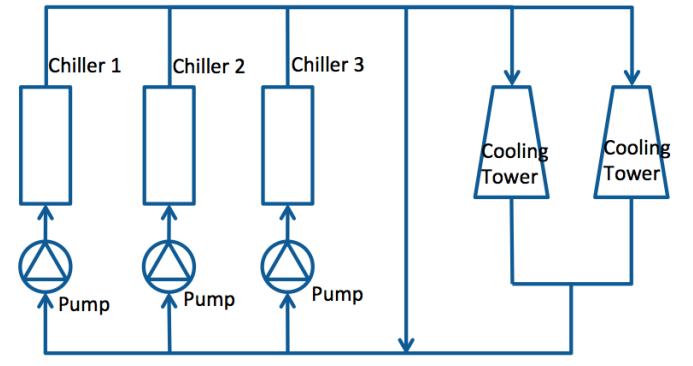 Chiller 1
Chiller 2
Chiller 3
Cooling
Tower
Cooling
Tower
Pump
Pump
Pump